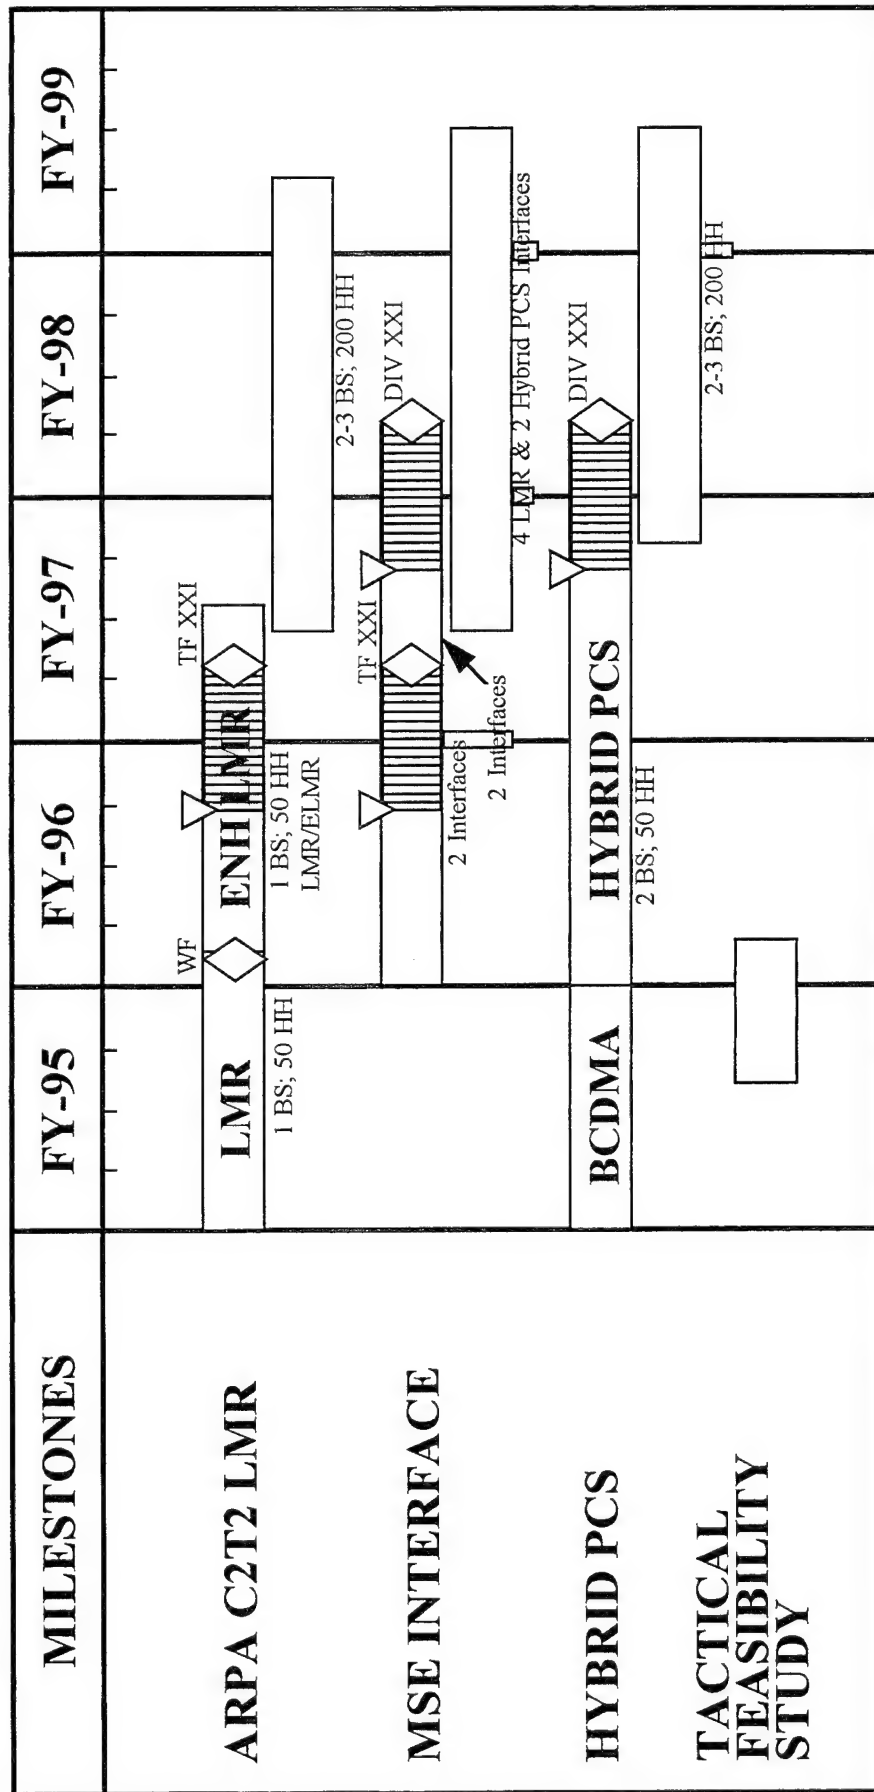 MILESTONES
FY-95
FY-96
FY-97
FY-98
FY-99
ARPA C2T2 LMR
WF
TF XXI
LMR
ENH LMR
1 BS; 50 HH
1 BS; 50 HH
LMR/ELMR
2-3 BS; 200 HH
MSE INTERFACE
TF XXI
DIV XXI
2 Interfaces
2 Interfaces
4 LMR & 2 Hybrid PCS Interfaces
HYBRID PCS
BCDMA
HYBRID PCS
DIV XXI
2 BS; 50 HH
2-3 BS; 200 HH
TACTICAL
FEASIBILITY
STUDY